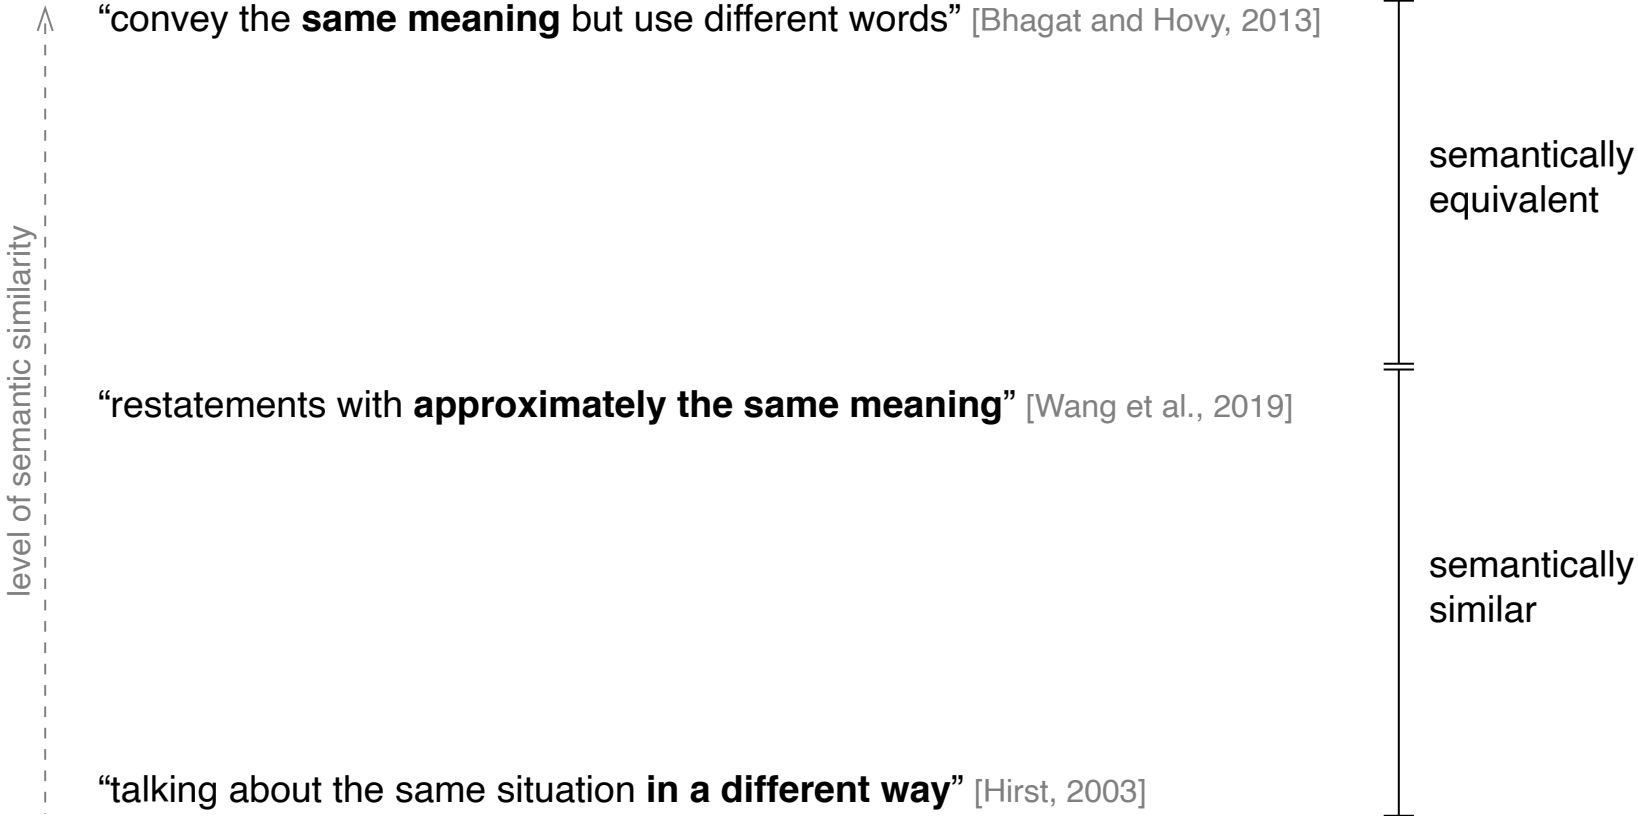 “convey the same meaning but use different words” [Bhagat and Hovy, 2013]
semantically
equivalent
level of semantic similarity
“restatements with approximately the same meaning” [Wang et al., 2019]
semantically
similar
“talking about the same situation in a different way” [Hirst, 2003]